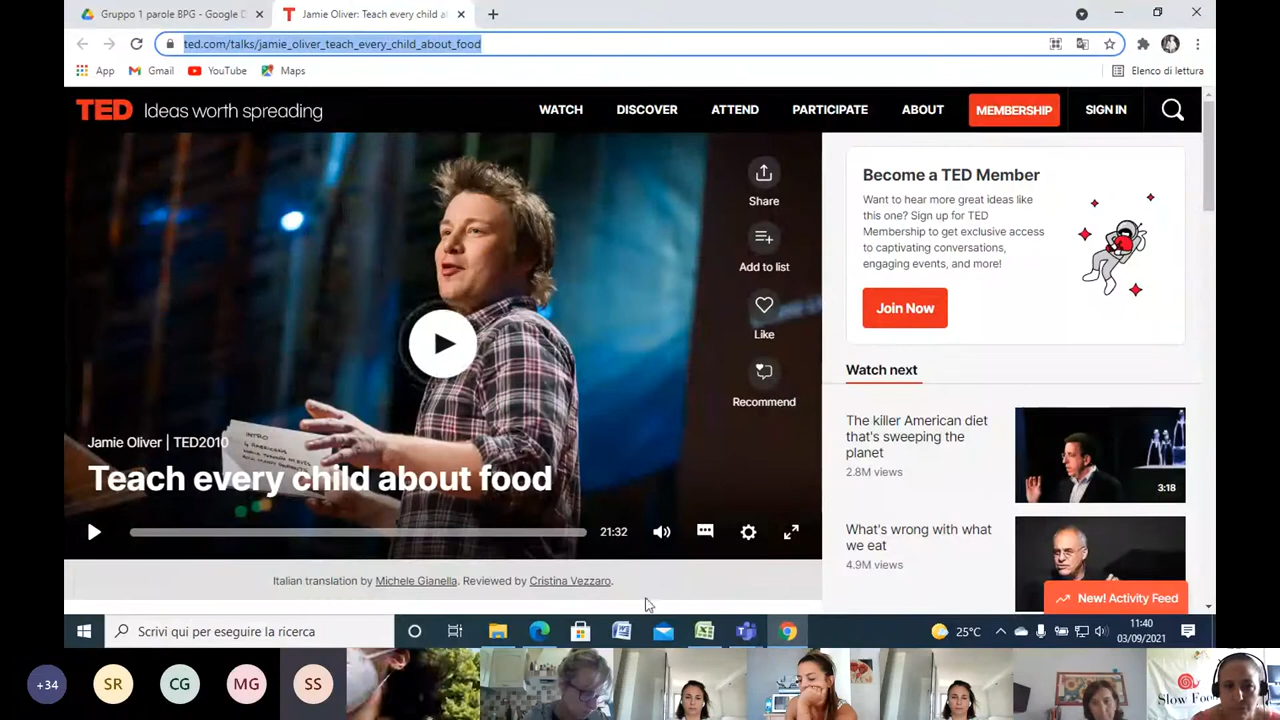 Gruppo 1 parole BPG - Google D
Jamie Oliver: Teach every child a
ted.com/talks/jamie_oliver_teach_every_child_about_food
App
Gmail
YouTube
Maps
Elenco di lettura
TED Ideas worth spreading
WATCH
DISCOVER
ATTEND
PARTICIPATE
ABOUT
MEMBERSHIP
SIGN IN
Share
Add to list
Like
Recommend
INTRO
Jamie Oliver | TED2010
Teach every child about food
21:32
Italian translation by Michele Gianella. Reviewed by Cristina Vezzaro.
Become a TED Member
Want to hear more great ideas like
this one? Sign up for TED
Membership to get exclusive access
to captivating conversations,
engaging events, and more!
Join Now
Watch next
The killer American diet
that's sweeping the
planet
2.8M views
3:18
What's wrong with what
we eat
4.9M views
New! Activity Feed
Scrivi qui per eseguire la ricerca
25°C
11:40
03/09/2021
+34
SR
CG
MG
SS
Slow Foo